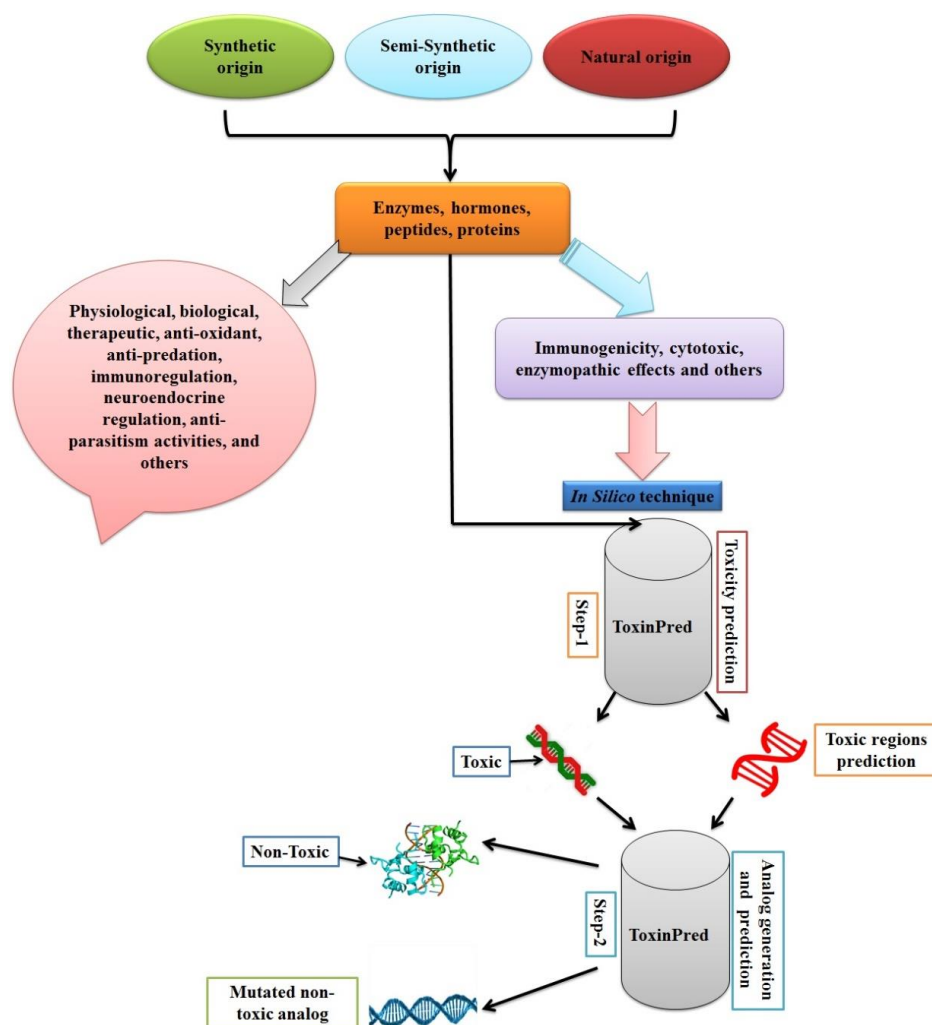 Synthetic
origin
Semi-Synthetic
origin
Natural origin
Enzymes, hormones,
peptides, proteins
Physiological, biological,
therapeutic, anti-oxidant,
anti-predation,
immunoregulation,
neuroendocrine
regulation, anti-
parasitism activities, and
others
Immunogenicity, cytotoxic,
enzymopathic effects and others
In Silico technique
Step-1
ToxinPred
Toxicity prediction
Toxic
Toxic regions
prediction
Non-Toxic
Step-2
ToxinPred
Analog generation
and prediction
Mutated non-
toxic analog